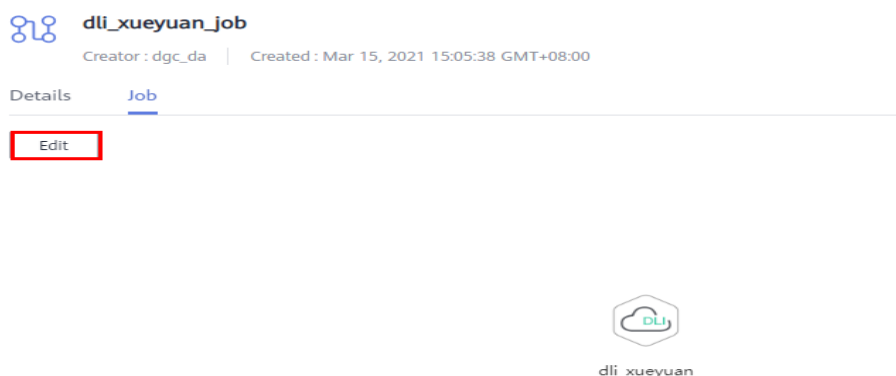 dli_xueyuan_job
Creator : dgc_da
Created : Mar 15, 2021 15:05:38 GMT+08:00
Details
Job
Edit
DLI
dli_xueyuan